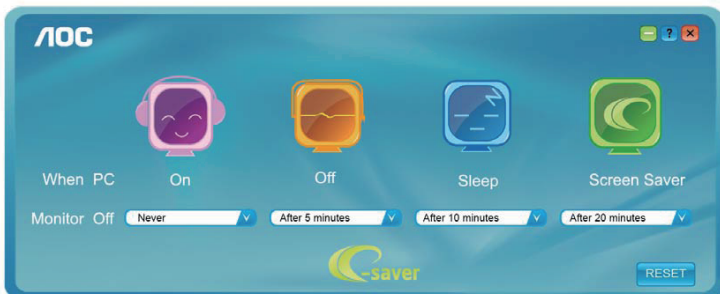 AOC
?
When PC On Off Sleep Screen Saver
Monitor Off Never After 5 minutes After 10 minutes After 20 minutes
e-saver
RESET